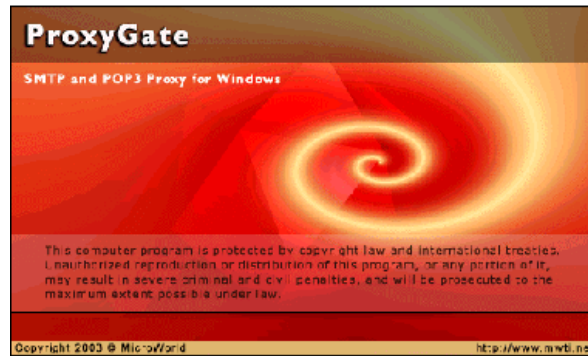 ProxyGate
SMTP and POP3 Proxy for Windows
This computer program is protected by copyright law and international treaties.
Unauthorized reproduction or distribution of this program, or any portion of it,
may result in severe criminal and civil penalties, and will be prosecuted to the
maximum extent possible under law.
Copyright 2003 © MicroWorld
http://www.mwti.ne